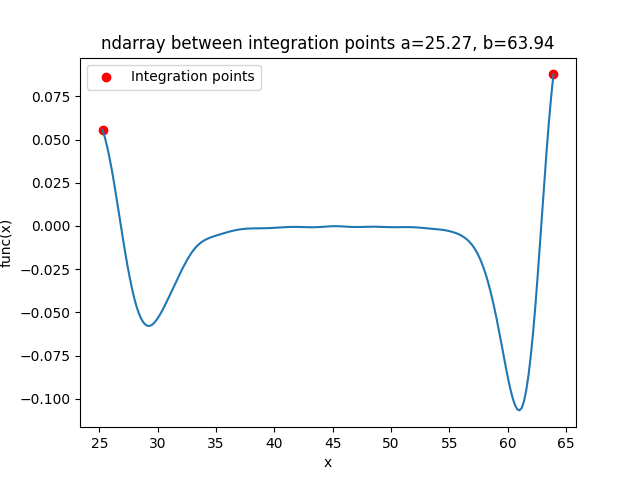 ndarray between integration points a=25.27, b=63.94
Integration points
0.075
0.050
0.025
0.000
−0.025
−0.050
−0.075
−0.100
func(x)
25 30 35 40 45 50 55 60 65
x